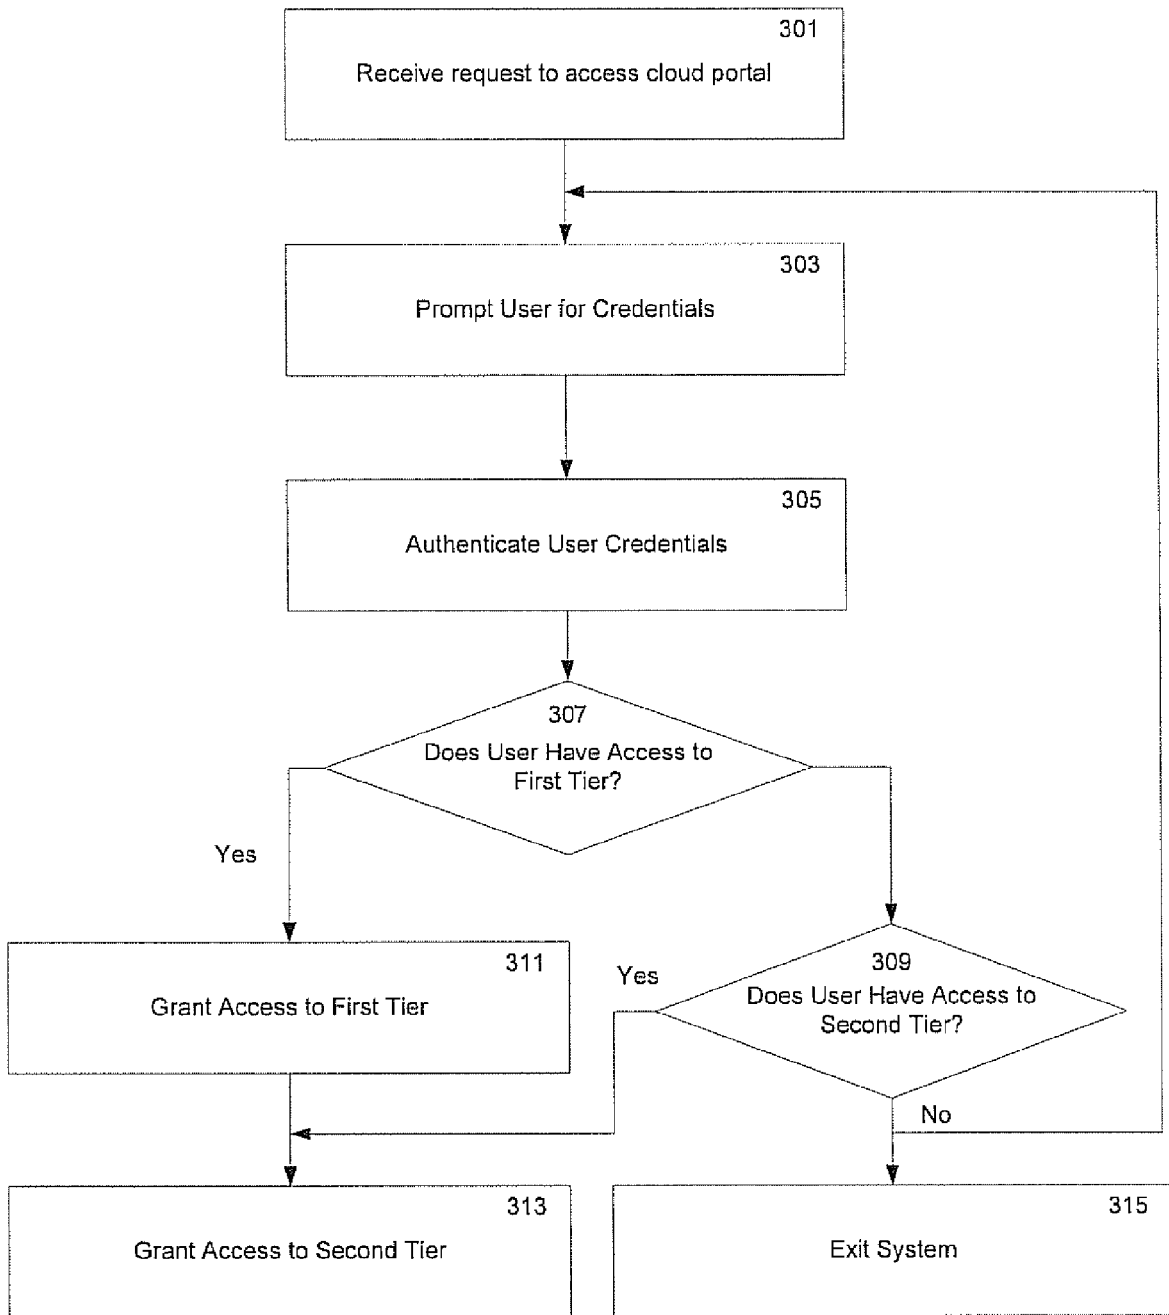 301
Receive request to access cloud portal
303
Prompt User for Credentials
305
Authenticate User Credentials
307
Does User Have Access to
First Tier?
Yes
311
Grant Access to First Tier
Yes
309
Does User Have Access to
Second Tier?
No
313
Grant Access to Second Tier
315
Exit System